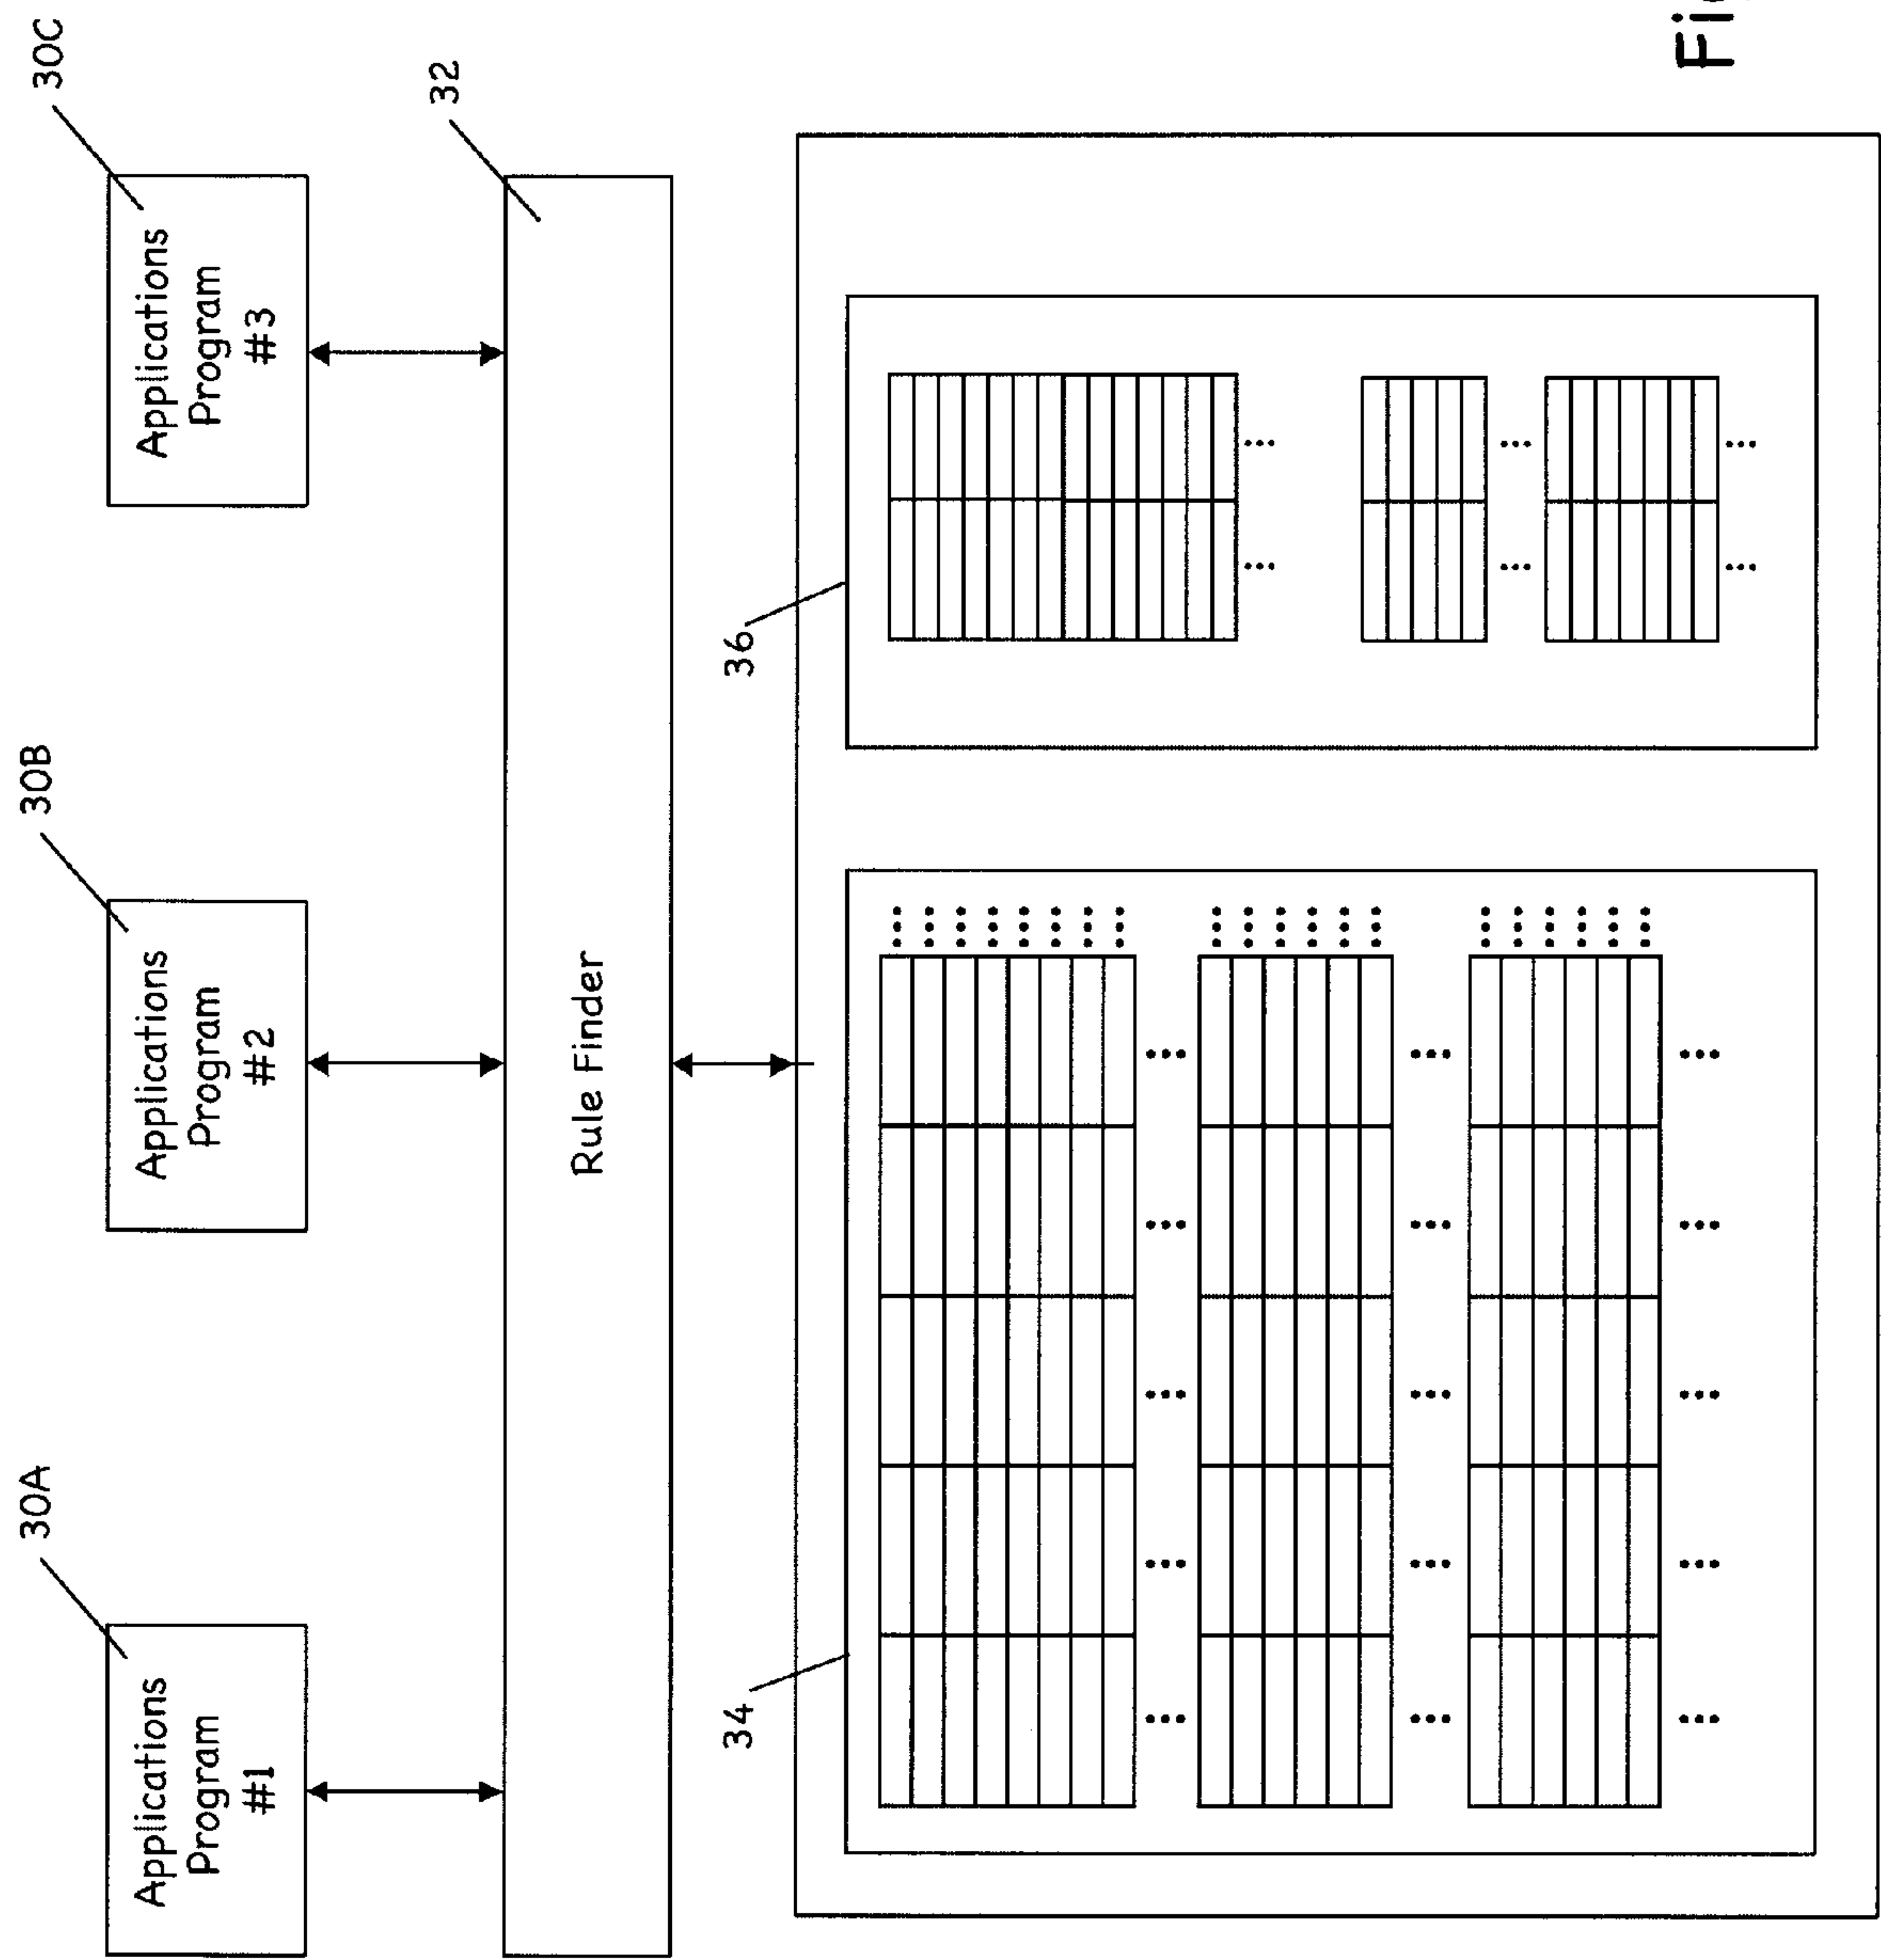 30A
30B
30C
Applications
Program
#1
Applications
Program
#2
Applications
Program
#3
32
Rule Finder
34
36